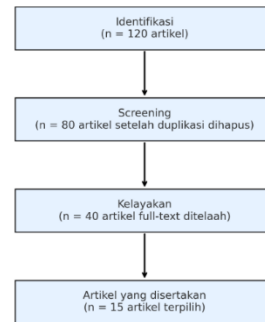 Identifikasi
(n = 120 artikel)
Screening
(n = 80 artikel setelah duplikasi dihapus)
Kelayakan
(n = 40 artikel full-text ditelaah)
Artikel yang disertakan
(n = 15 artikel terpilih)